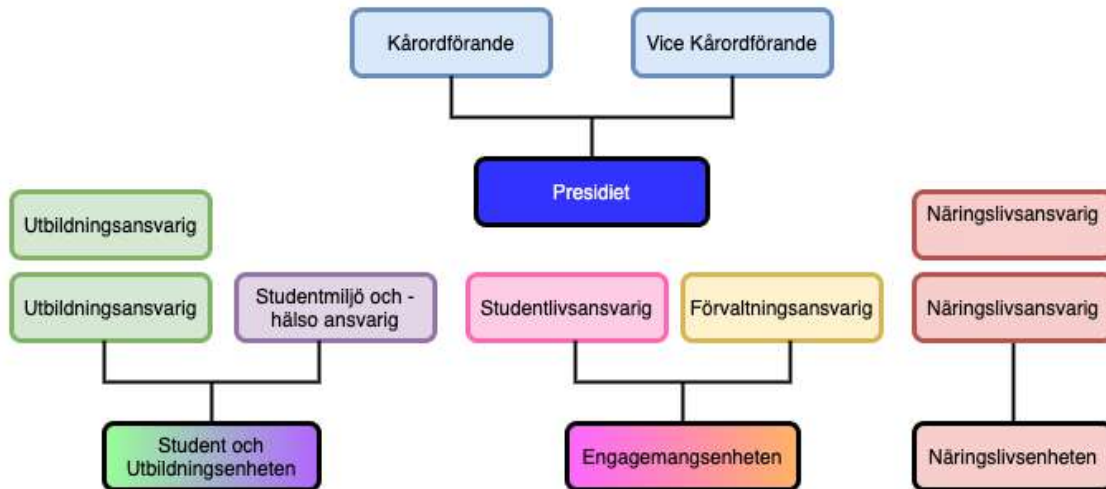 Kårordförande
Vice Kårordförande
Presidiet
Utbildningsansvarig
Näringslivsansvarig
Utbildningsansvarig
Studentmiljö och -
hälso ansvarig
Studentlivsansvarig
Förvaltningsansvarig
Näringslivsansvarig
Student och
Utbildningsenheten
Engagemangsenheten
Näringslivsenheten